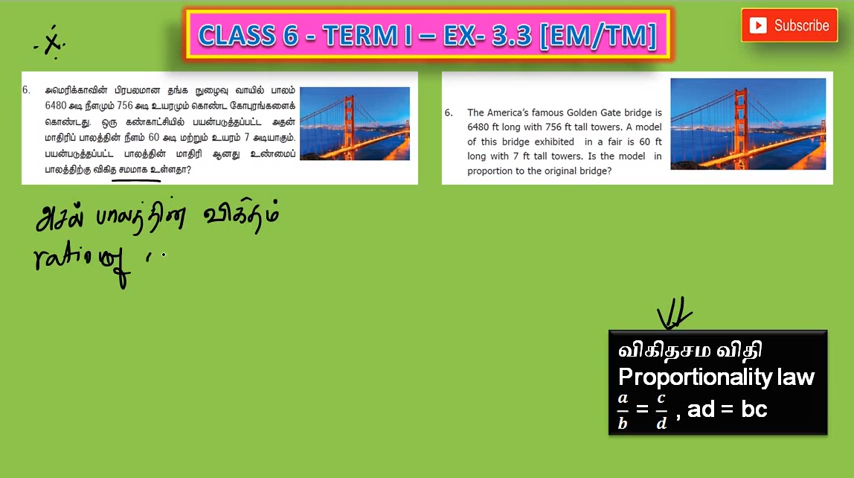 CLASS 6 - TERM I – EX- 3.3 [EM/TM]
Subscribe
6. அமெரிக்காவின் பிரபலமான தங்க நுழைவு வாயில் பாலம்
6480 அடி நீளமும் 756 அடி உயரமும் கொண்ட கோபுரங்களைக்
கொண்டது. ஒரு கண்காட்சியில் பயன்படுத்தப்பட்ட அதன்
மாதிரிப் பாலத்தின் நீளம் 60 அடி மற்றும் உயரம் 7 அடியாகும்.
பயன்படுத்தப்பட்ட பாலத்தின் மாதிரி ஆனது உண்மைப்
பாலத்திற்கு விகித சமமாக உள்ளதா?
6. The America's famous Golden Gate bridge is
6480 ft long with 756 ft tall towers. A model
of this bridge exhibited in a fair is 60 ft
long with 7 ft tall towers. Is the model in
proportion to the original bridge?
அசல் பாலத்தின் விகிதம்
ratio of
விகிதசம விதி
Proportionality law
a/b = c/d , ad = bc